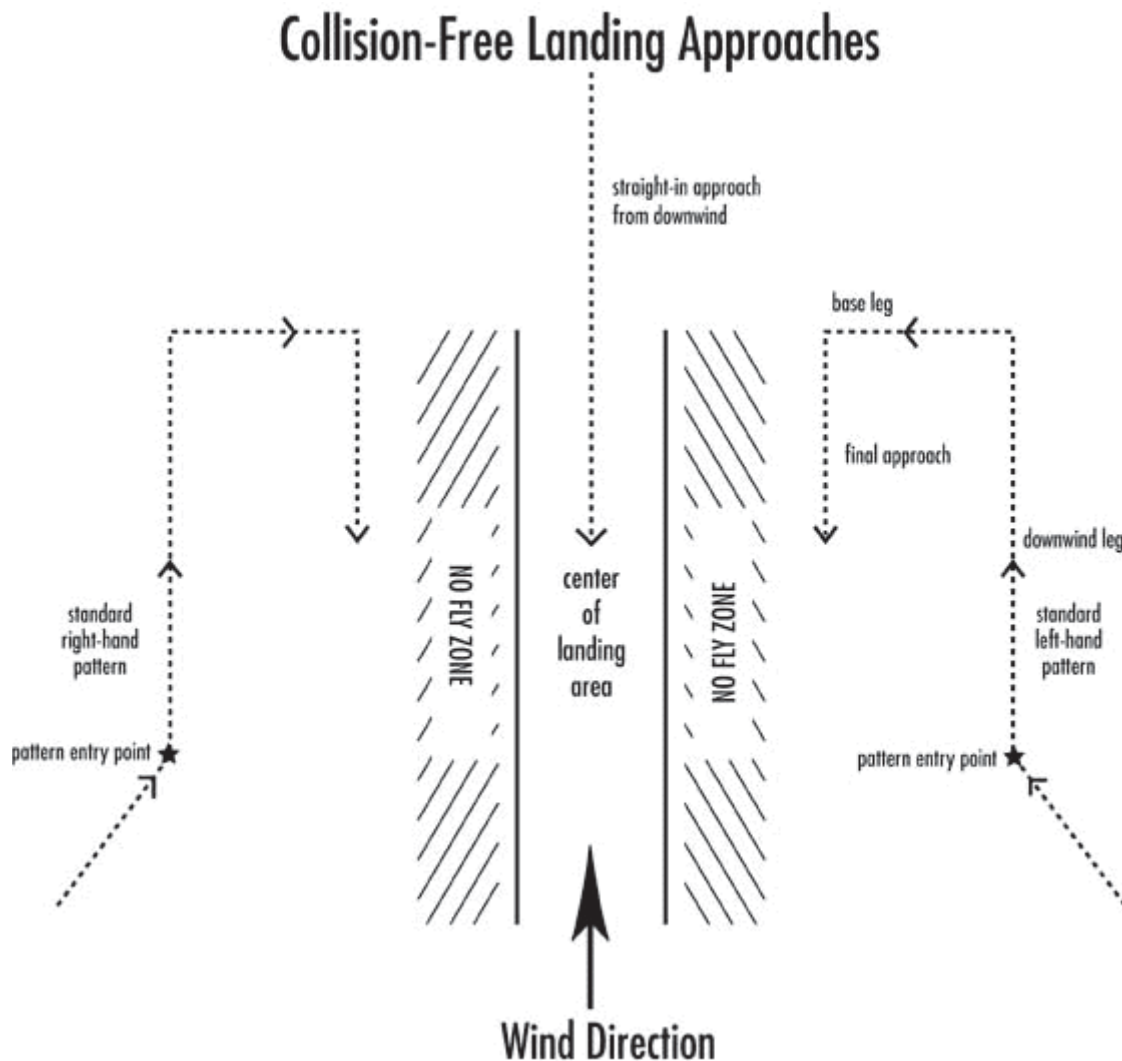 Collision-Free Landing Approaches
straight-in approach
from downwind
base leg
final approach
downwind leg
standard
right-hand
pattern
NO FLY ZONE
center
of
landing
area
NO FLY ZONE
standard
left-hand
pattern
pattern entry point
pattern entry point
Wind Direction